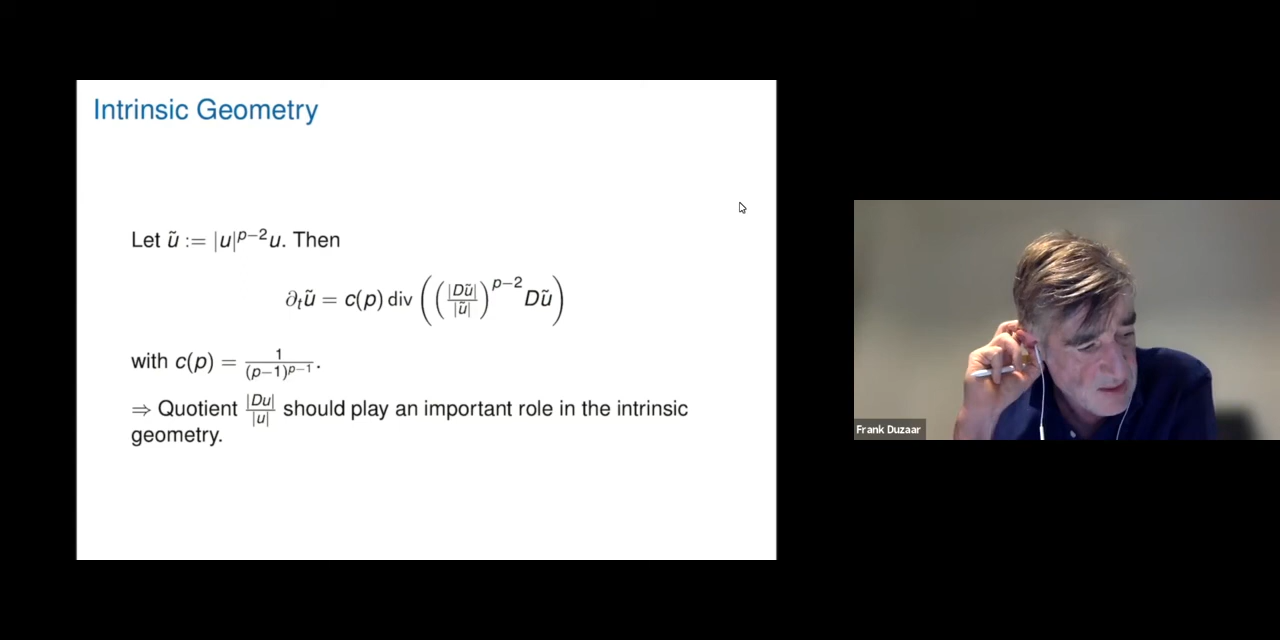 Intrinsic Geometry
Let ũ := |u|^{p−2}u. Then
∂ₜũ = c(p) div ( ( |Dũ| / |ũ| )^{p−2} Dũ )
with c(p) = 1 / (p−1)^{p−1}.
⇒ Quotient |Du| / |u| should play an important role in the intrinsic
geometry.
Frank Duzaar